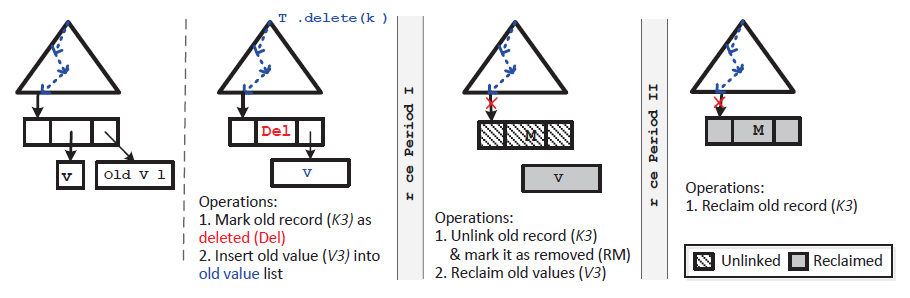 T .delete(k )
v
old v l
Del
v
Operations:
1. Mark old record (K3) as
deleted (Del)
2. Insert old value (V3) into
old value list
r ce Period I
M
v
Operations:
1. Unlink old record (K3)
& mark it as removed (RM)
2. Reclaim old values (V3)
r ce Period II
M
Operations:
1. Reclaim old record (K3)
Unlinked
Reclaimed